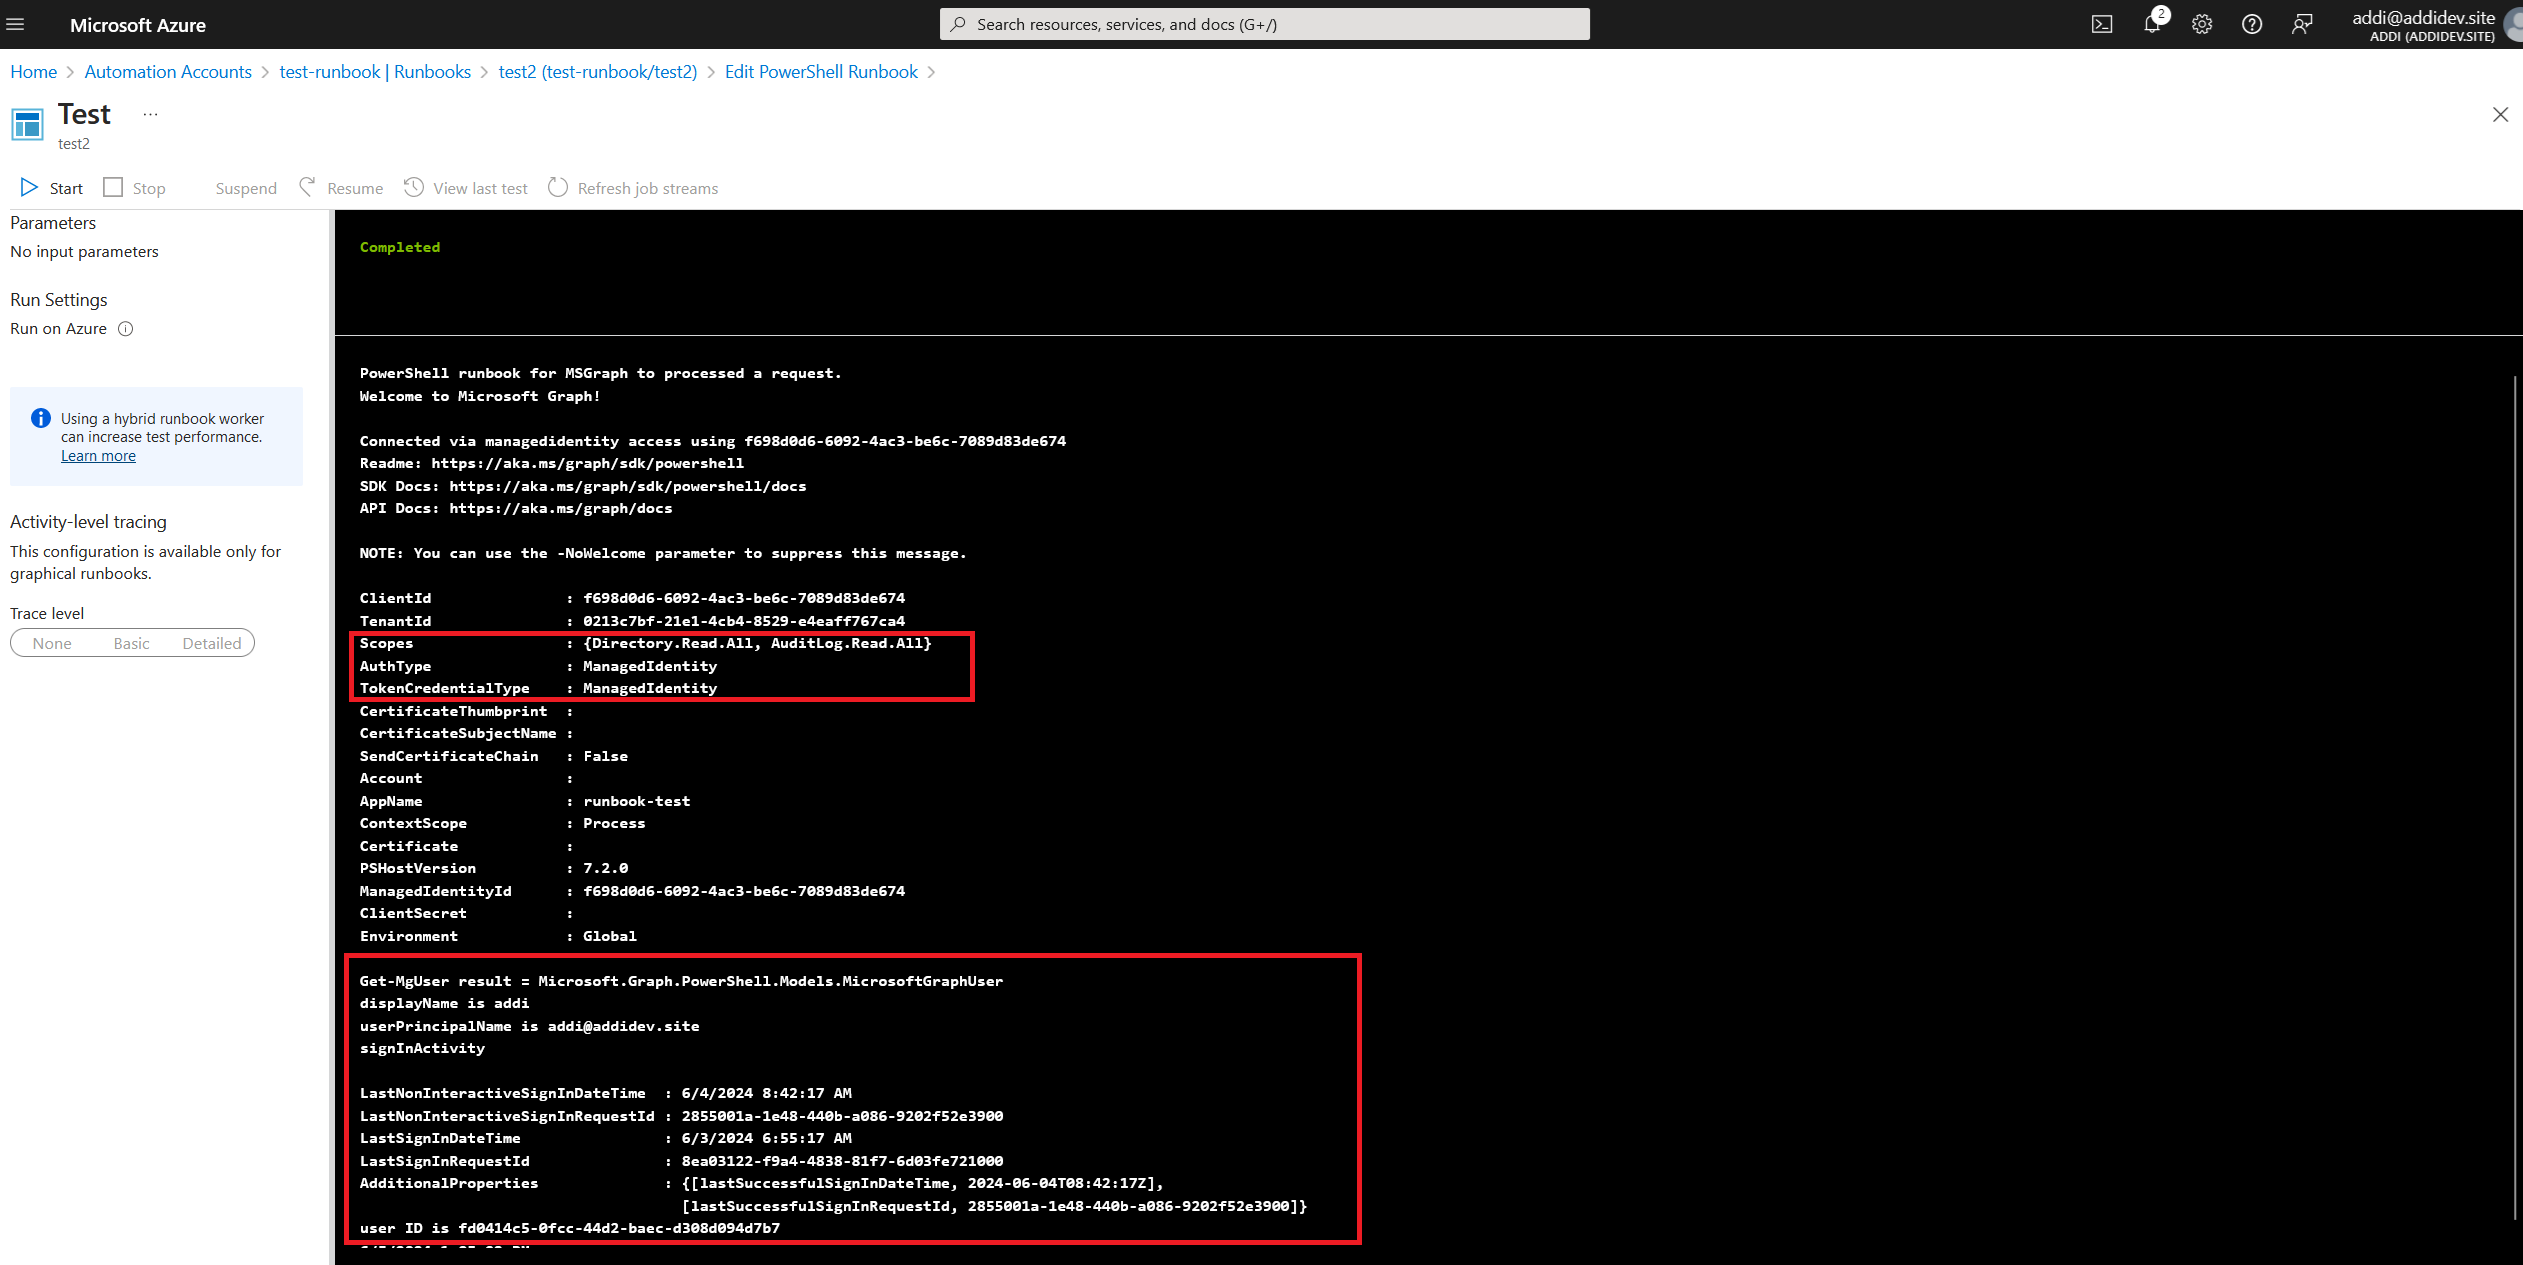 Microsoft Azure
Search resources, services, and docs (G+/)
2
addi@addidev.site
ADDI (ADDIDEV.SITE)
Home > Automation Accounts > test-runbook | Runbooks > test2 (test-runbook/test2) > Edit PowerShell Runbook >
Test ...
test2
Start Stop Suspend Resume View last test Refresh job streams
Parameters
No input parameters
Run Settings
Run on Azure
Using a hybrid runbook worker
can increase test performance.
Learn more
Activity-level tracing
This configuration is available only for
graphical runbooks.
Trace level
None Basic Detailed
Completed
PowerShell runbook for MSGraph to processed a request.
Welcome to Microsoft Graph!
Connected via managedidentity access using f698d0d6-6092-4ac3-be6c-7089d83de674
Readme: https://aka.ms/graph/sdk/powershell
SDK Docs: https://aka.ms/graph/sdk/powershell/docs
API Docs: https://aka.ms/graph/docs
NOTE: You can use the -NoWelcome parameter to suppress this message.
ClientId : f698d0d6-6092-4ac3-be6c-7089d83de674
TenantId : 0213c7bf-21e1-4cb4-8529-e4eaff767ca4
Scopes : {Directory.Read.All, AuditLog.Read.All}
AuthType : ManagedIdentity
TokenCredentialType : ManagedIdentity
CertificateThumbprint :
CertificateSubjectName :
SendCertificateChain : False
Account :
AppName : runbook-test
ContextScope : Process
Certificate :
PSHostVersion : 7.2.0
ManagedIdentityId : f698d0d6-6092-4ac3-be6c-7089d83de674
ClientSecret :
Environment : Global
Get-MgUser result = Microsoft.Graph.PowerShell.Models.MicrosoftGraphUser
displayName is addi
userPrincipalName is addi@addidev.site
signInActivity
LastNonInteractiveSignInDateTime : 6/4/2024 8:42:17 AM
LastNonInteractiveSignInRequestId : 2855001a-1e48-440b-a086-9202f52e3900
LastSignInDateTime : 6/3/2024 6:55:17 AM
LastSignInRequestId : 8ea03122-f9a4-4838-81f7-6d03fe721000
AdditionalProperties : {[lastSuccessfulSignInDateTime, 2024-06-04T08:42:17Z],
[lastSuccessfulSignInRequestId, 2855001a-1e48-440b-a086-9202f52e3900]}
user ID is fd0414c5-0fcc-44d2-baec-d308d094d7b7